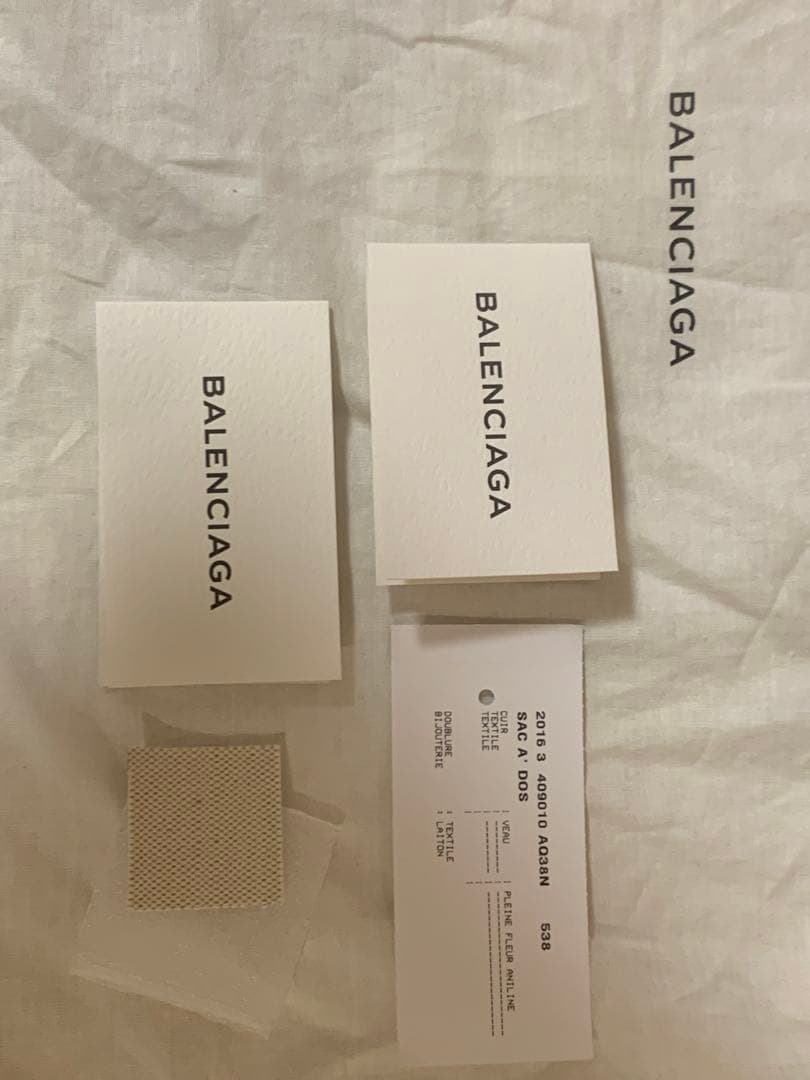 BALENCIAGA
BALENCIAGA
BALENCIAGA
2016 3 409010 AQ38N 538
SAC A' DOS
CUIR : VEAU : PLEINE FLEUR ANILINE
TEXTILE : --------- : --------------------
TEXTILE : --------- : --------------------
DOUBLURE : TEXTILE
BIJOUTERIE : LAITON